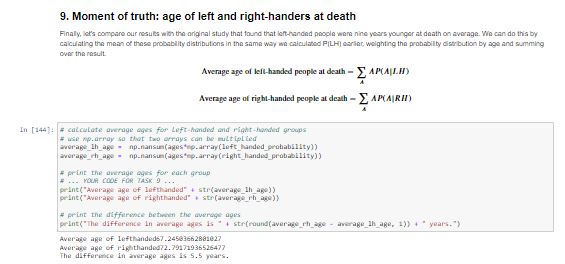 9. Moment of truth: age of left and right-handers at death
Finally, let's compare our results with the original study that found that left-handed people were nine years younger at death on average. We can do this by
calculating the mean of these probability distributions in the same way we calculated P(LH) earlier, weighting the probability distribution by age and summing
over the result.
Average age of left-handed people at death = ∑ AP(A|LH)
A
Average age of right-handed people at death = ∑ AP(A|RH)
A
In [144]: # calculate average ages for left-handed and right-handed groups
# use np.array so that two arrays can be multiplied
average_lh_age = np.nansum(ages*np.array(left_handed_probability))
average_rh_age = np.nansum(ages*np.array(right_handed_probability))
# print the average ages for each group
# ... YOUR CODE FOR TASK 9 ...
print("Average age of lefthanded" + str(average_lh_age))
print("Average age of righthanded" + str(average_rh_age))
# print the difference between the average ages
print("The difference in average ages is " + str(round(average_rh_age - average_lh_age, 1)) + " years.")
Average age of lefthanded67.24503662801027
Average age of righthanded72.79171936526477
The difference in average ages is 5.5 years.